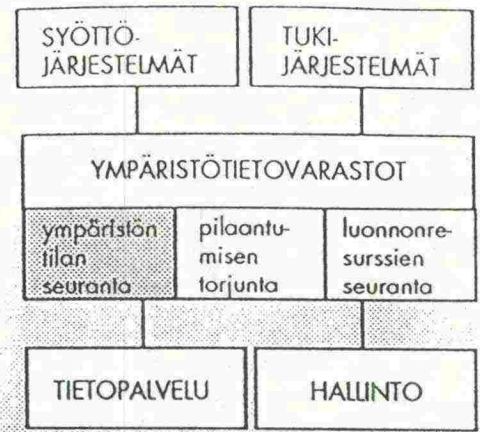 SYÖTTÖ-
JÄRJESTELMÄT
TUKI-
JÄRJESTELMÄT
YMPÄRISTÖTIETOVARASTOT
ympäristön
tilan
seuranta
pilaantu-
misen
torjunta
luonnonre-
surssien
seuranta
TIETOPALVELU
HALLINTO